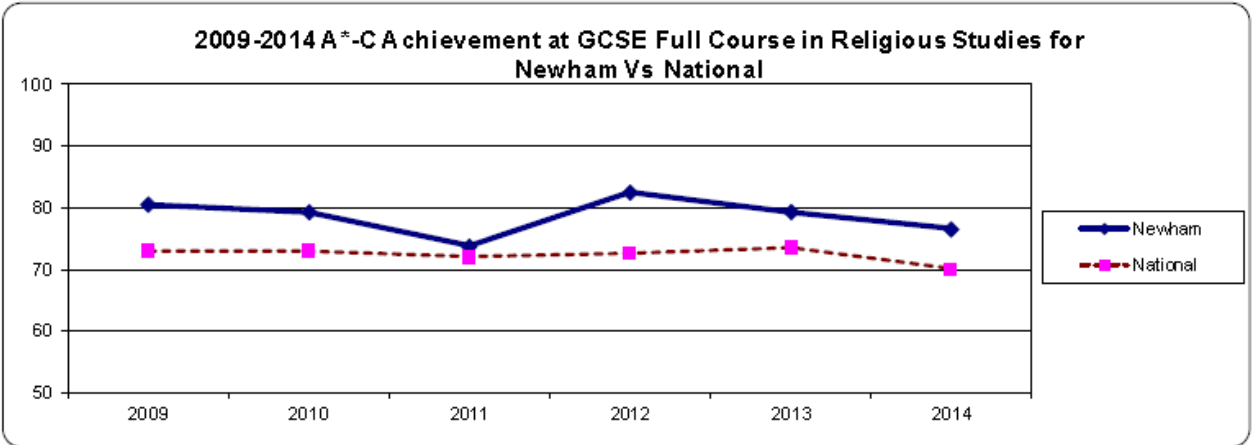 2009-2014 A*-C Achievement at GCSE Full Course in Religious Studies for
Newham Vs National
100
90
80
70
60
50
2009 2010 2011 2012 2013 2014
Newham
National